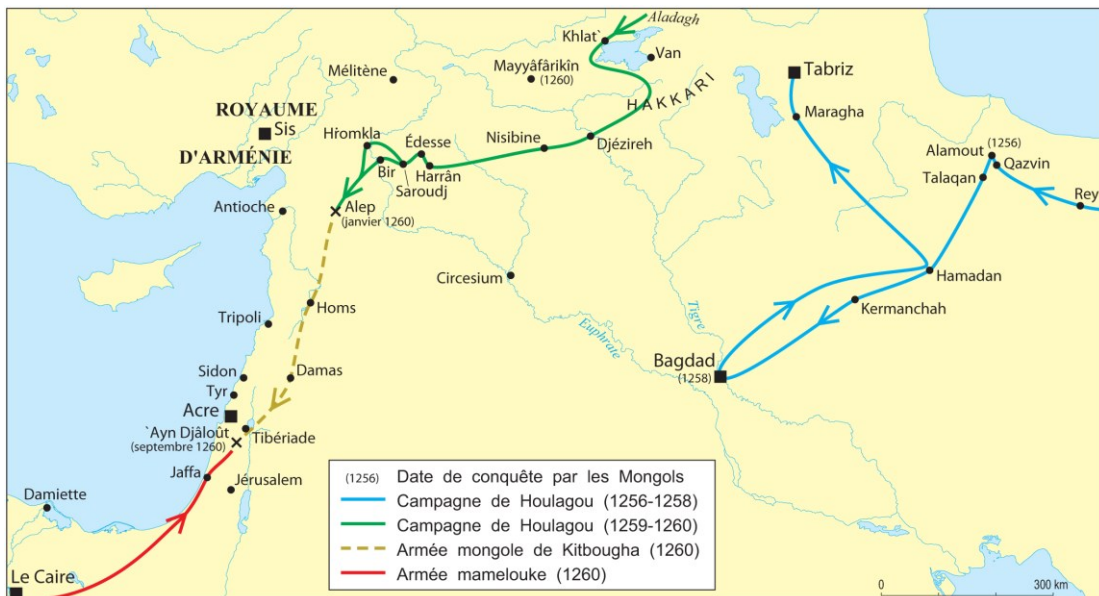 Aladagh
Khlat`
Van
Mayyâfârikîn
(1260)
Mélitène
HAKKARI
Tabriz
Maragha
ROYAUME
Sis
D'ARMÉNIE
Hŕomkla
Édesse
Nisibine
Djézireh
Bir
Harrân
Saroudj
Alamout (1256)
Qazvin
Talaqan
Rey
Antioche
Alep
(janvier 1260)
Circesium
Hamadan
Kermanchah
Homs
Tripoli
Euphrate
Tigre
Bagdad
(1258)
Sidon
Damas
Tyr
Acre
`Ayn Djâloût
(septembre 1260)
Tibériade
Jaffa
Jérusalem
Damiette
Le Caire
(1256) Date de conquête par les Mongols
Campagne de Houlagou (1256-1258)
Campagne de Houlagou (1259-1260)
Armée mongole de Kitbougha (1260)
Armée mamelouke (1260)
0 300 km